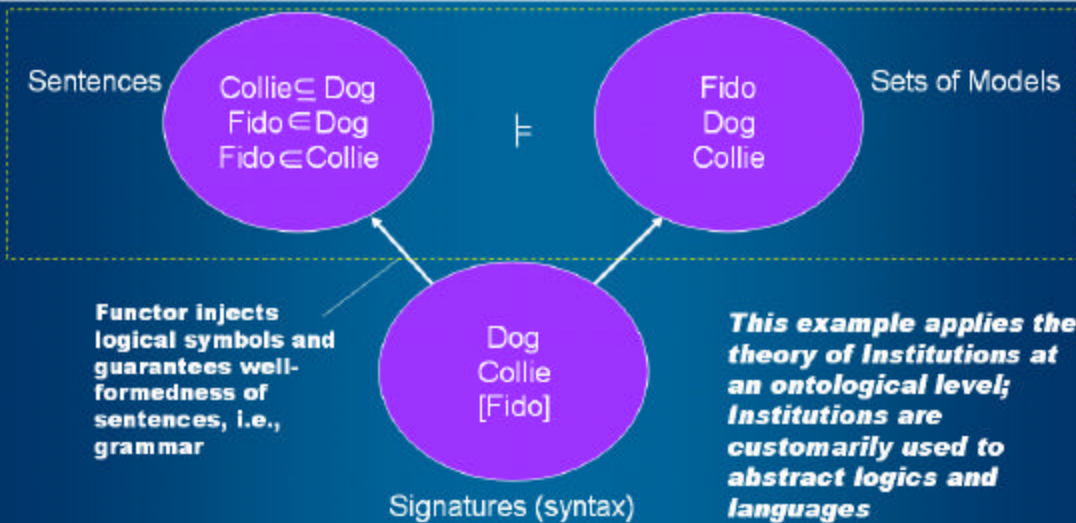 Sentences
Collie⊆ Dog
Fido∈Dog
Fido∈Collie
⊨
Fido
Dog
Collie
Sets of Models
Functor injects
logical symbols and
guarantees well-
formedness of
sentences, i.e.,
grammar
Dog
Collie
[Fido]
Signatures (syntax)
This example applies the
theory of Institutions at
an ontological level;
Institutions are
customarily used to
abstract logics and
languages